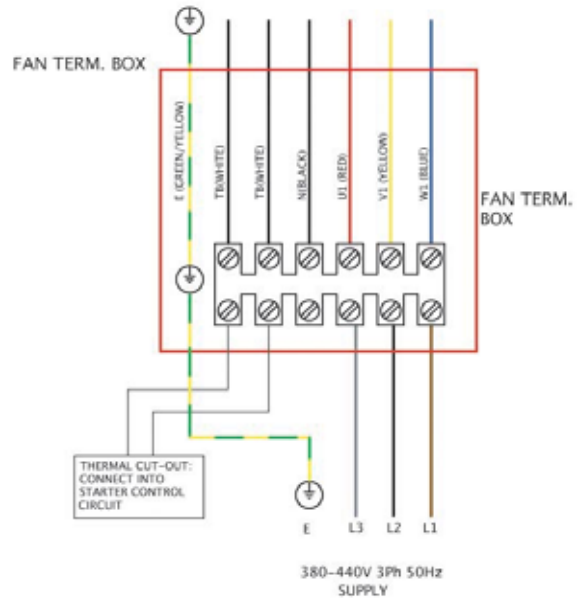 FAN TERM. BOX
E (GREEN/YELLOW)
TB(WHITE)
TB(WHITE)
N(BLACK)
U1 (RED)
V1 (YELLOW)
W1 (BLUE)
FAN TERM.
BOX
THERMAL CUT-OUT:
CONNECT INTO
STARTER CONTROL
CIRCUIT
E
L3
L2
L1
380-440V 3Ph 50Hz
SUPPLY